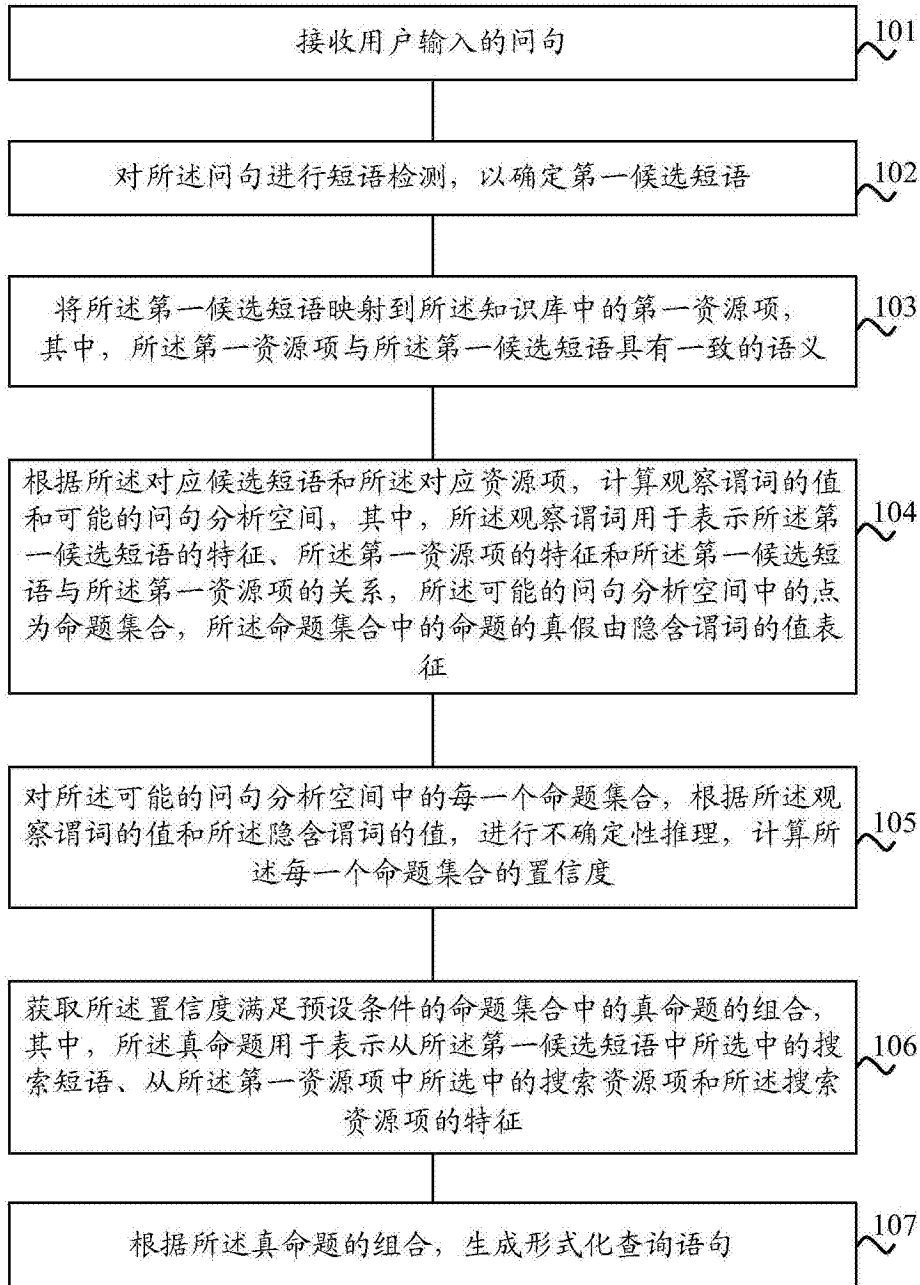 接收用户输入的问句
101
对所述问句进行短语检测，以确定第一候选短语
102
将所述第一候选短语映射到所述知识库中的第一资源项，
其中，所述第一资源项与所述第一候选短语具有一致的语义
103
根据所述对应候选短语和所述对应资源项，计算观察谓词的值
和可能的问句分析空间，其中，所述观察谓词用于表示所述第
一候选短语的特征、所述第一资源项的特征和所述第一候选短
语与所述第一资源项的关系，所述可能的问句分析空间中的点
为命题集合，所述命题集合中的命题的真假由隐含谓词的值表
征
104
对所述可能的问句分析空间中的每一个命题集合，根据所述观
察谓词的值和所述隐含谓词的值，进行不确定性推理，计算所
述每一个命题集合的置信度
105
获取所述置信度满足预设条件的命题集合中的真命题的组合，
其中，所述真命题用于表示从所述第一候选短语中所选中的搜
索短语、从所述第一资源项中所选中的搜索资源项和所述搜索
资源项的特征
106
根据所述真命题的组合，生成形式化查询语句
107